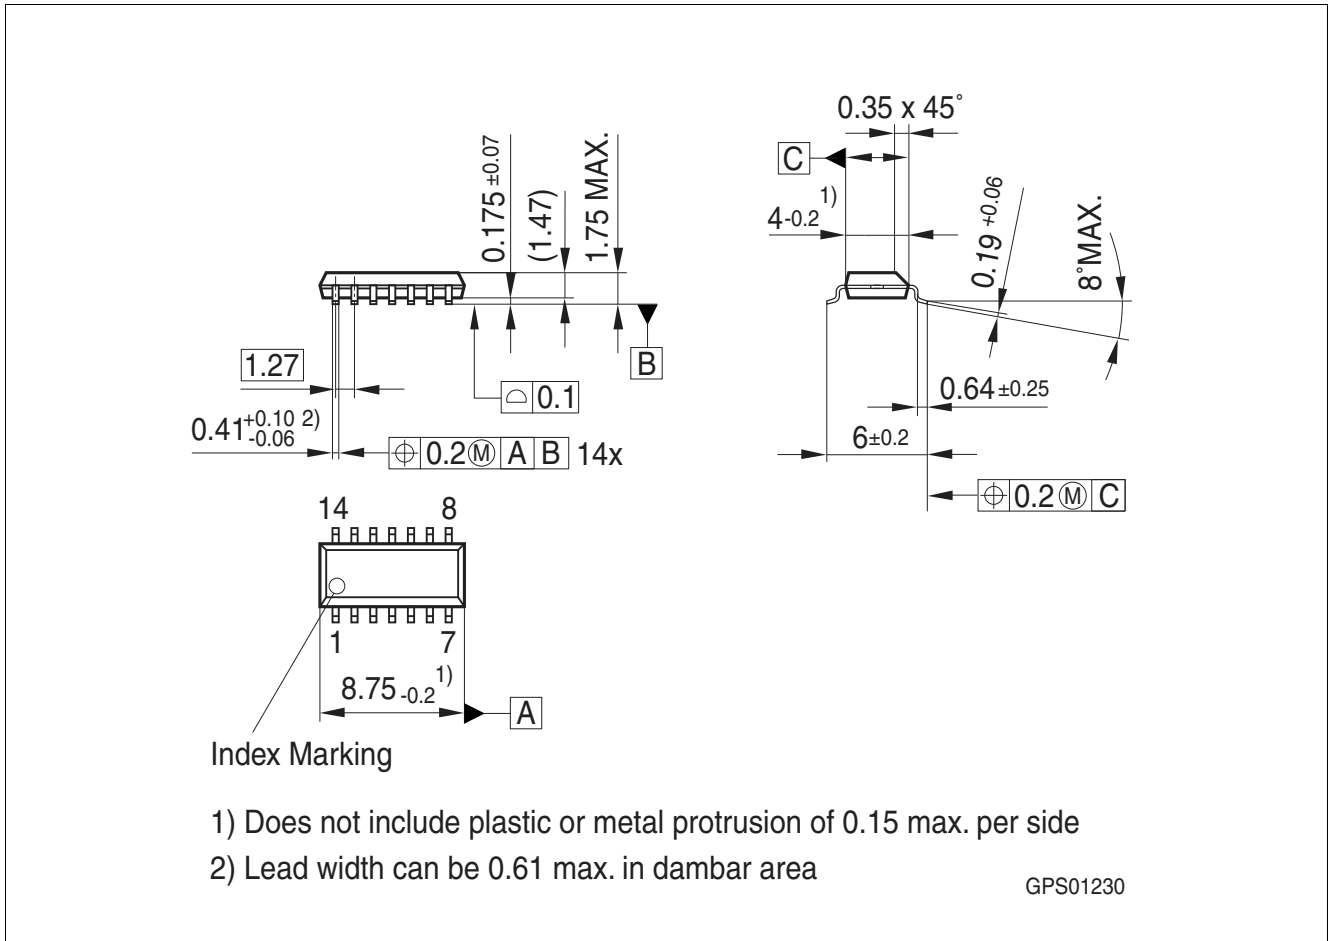 0.175 ±0.07
(1.47)
1.75 MAX.
B
1.27
0.1
0.41 +0.10 -0.06 2)
0.2 Ⓜ A B 14x
0.35 x 45°
C
4-0.2 1)
0.19 +0.06
8° MAX.
0.64 ±0.25
6±0.2
0.2 Ⓜ C
14 8
1 7
8.75 -0.2 1)
A
Index Marking
1) Does not include plastic or metal protrusion of 0.15 max. per side
2) Lead width can be 0.61 max. in dambar area
GPS01230